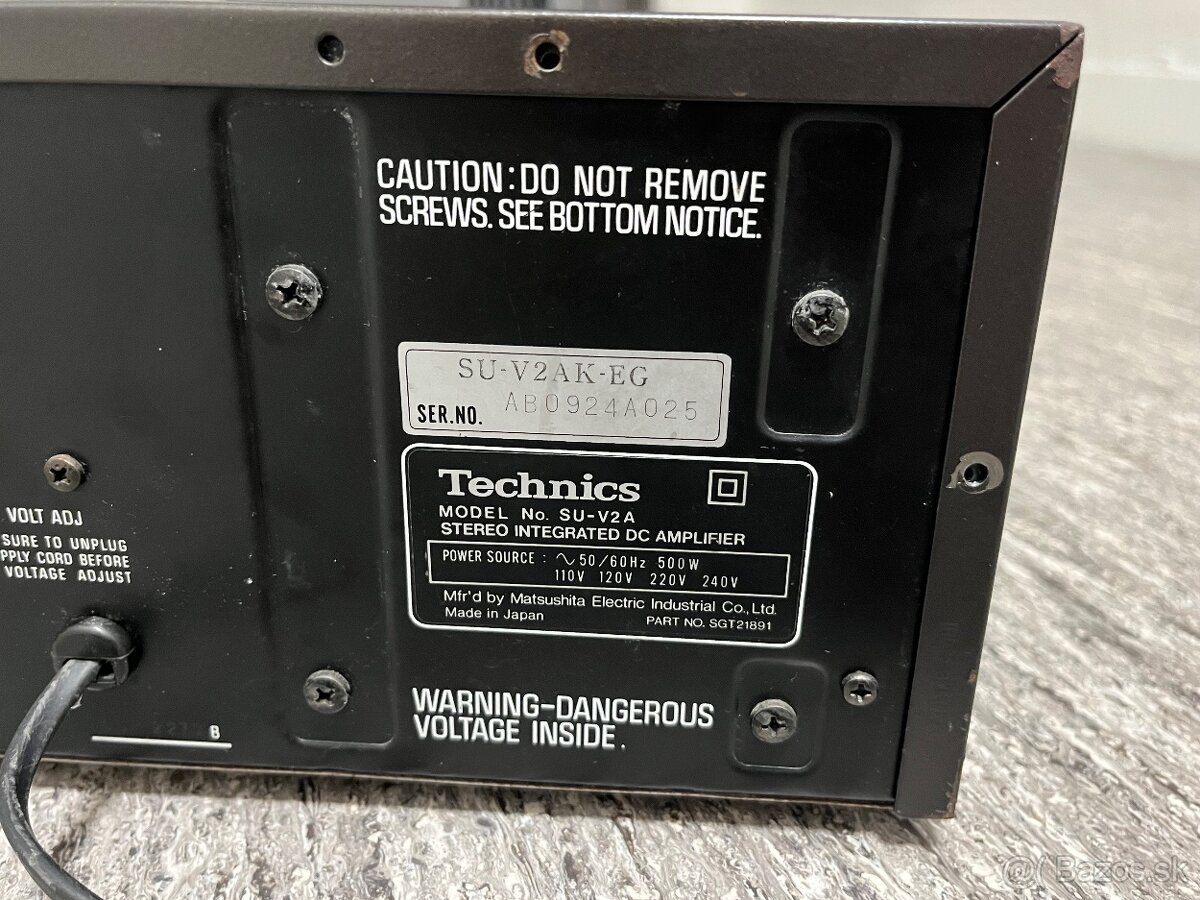 CAUTION: DO NOT REMOVE
SCREWS. SEE BOTTOM NOTICE.
SU-V2AK-EG
SER.NO. AB0924A025
Technics
MODEL No. SU-V2A
STEREO INTEGRATED DC AMPLIFIER
POWER SOURCE : ∿ 50/60Hz 500W
110V 120V 220V 240V
Mfr'd by Matsushita Electric Industrial Co., Ltd.
Made in Japan
PART NO. SGT21891
VOLT ADJ
SURE TO UNPLUG
PPLY CORD BEFORE
VOLTAGE ADJUST
B
WARNING-DANGEROUS
VOLTAGE INSIDE.
Bazos.sk